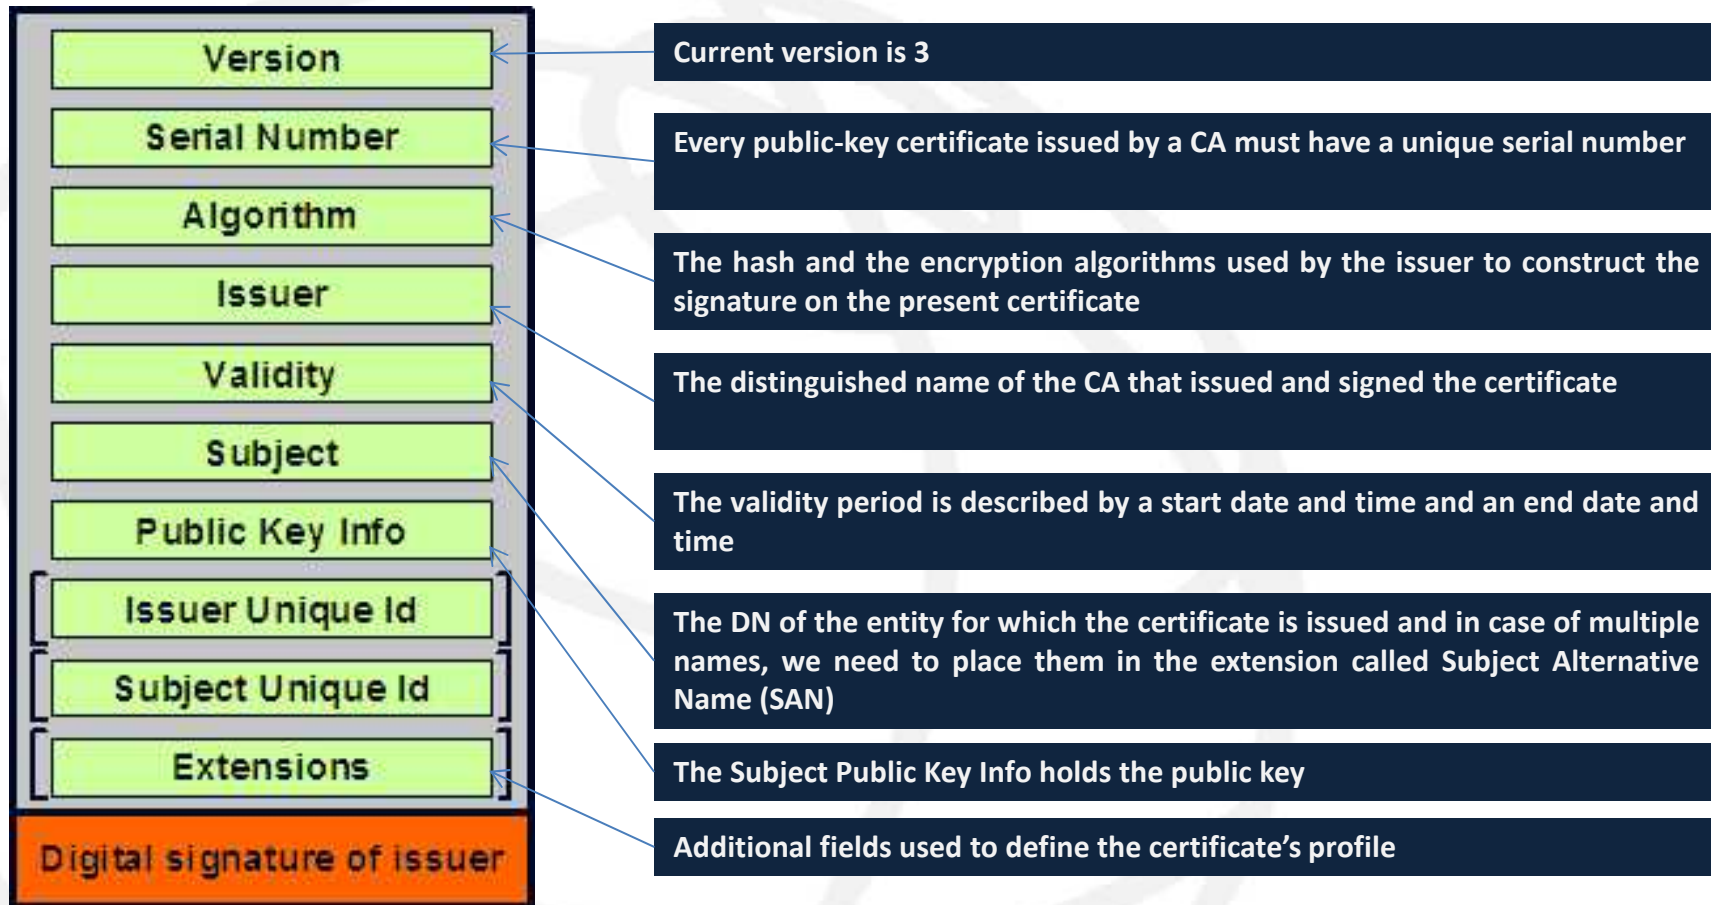 Version
Serial Number
Algorithm
Issuer
Validity
Subject
Public Key Info
Issuer Unique Id
Subject Unique Id
Extensions
Digital signature of issuer
Current version is 3
Every public-key certificate issued by a CA must have a unique serial number
The hash and the encryption algorithms used by the issuer to construct the
signature on the present certificate
The distinguished name of the CA that issued and signed the certificate
The validity period is described by a start date and time and an end date and
time
The DN of the entity for which the certificate is issued and in case of multiple
names, we need to place them in the extension called Subject Alternative
Name (SAN)
The Subject Public Key Info holds the public key
Additional fields used to define the certificate’s profile